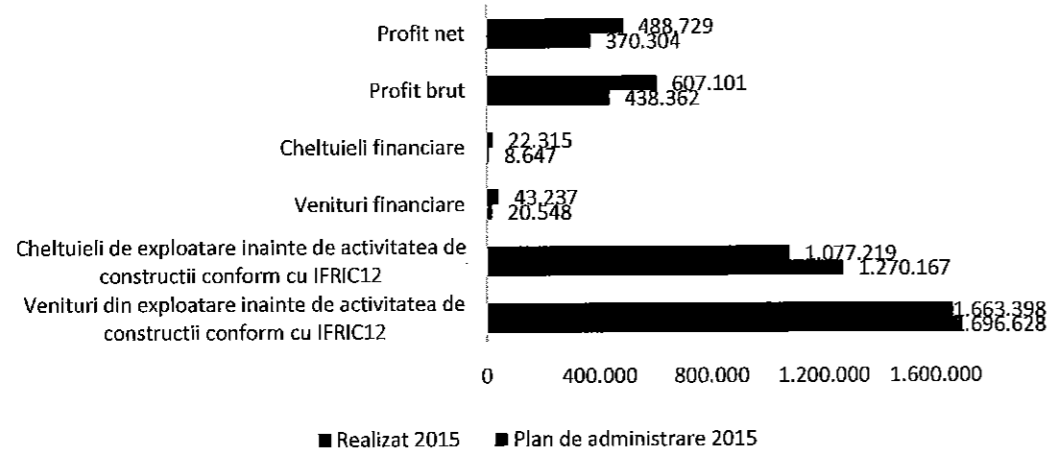 Profit net
488.729
370.304
Profit brut
607.101
438.362
Cheltuieli financiare
22.315
8.647
Venituri financiare
43.237
20.548
Cheltuieli de exploatare inainte de activitatea de
constructii conform cu IFRIC12
1.077.219
1.270.167
Venituri din exploatare inainte de activitatea de
constructii conform cu IFRIC12
1.663.398
1.696.628
0 400.000 800.000 1.200.000 1.600.000
Realizat 2015 Plan de administrare 2015